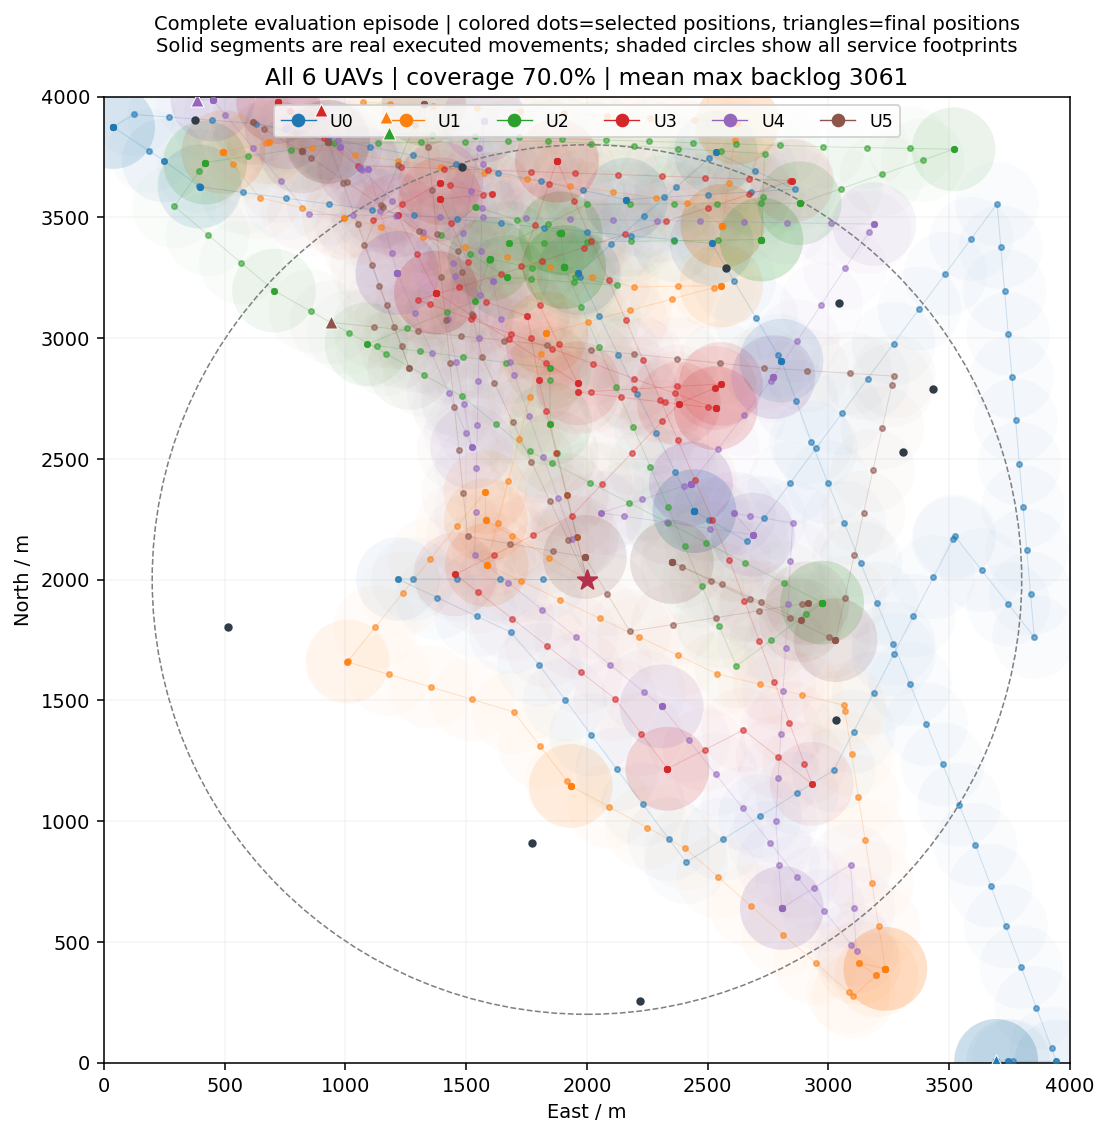 Complete evaluation episode | colored dots=selected positions, triangles=final positions
Solid segments are real executed movements; shaded circles show all service footprints
All 6 UAVs | coverage 70.0% | mean max backlog 3061
U0 U1 U2 U3 U4 U5
4000
3500
3000
2500
2000
1500
1000
500
0
North / m
0 500 1000 1500 2000 2500 3000 3500 4000
East / m